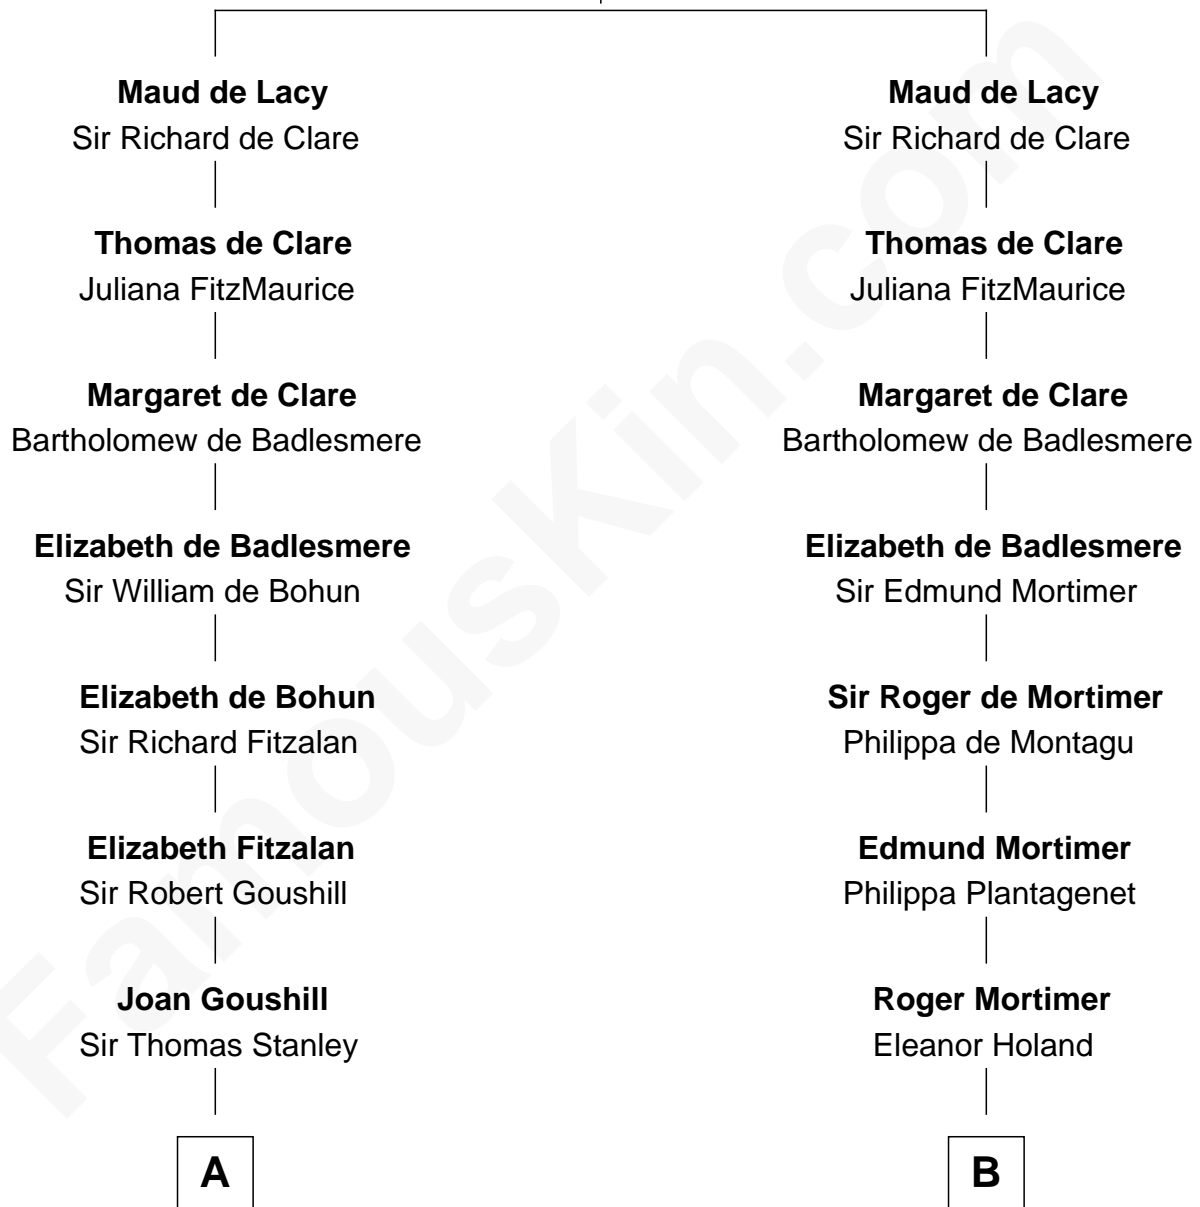 Maud de Lacy
Sir Richard de Clare
Thomas de Clare
Juliana FitzMaurice
Margaret de Clare
Bartholomew de Badlesmere
Elizabeth de Badlesmere
Sir William de Bohun
Elizabeth de Bohun
Sir Richard Fitzalan
Elizabeth Fitzalan
Sir Robert Goushill
Joan Goushill
Sir Thomas Stanley
A
Maud de Lacy
Sir Richard de Clare
Thomas de Clare
Juliana FitzMaurice
Margaret de Clare
Bartholomew de Badlesmere
Elizabeth de Badlesmere
Sir Edmund Mortimer
Sir Roger de Mortimer
Philippa de Montagu
Edmund Mortimer
Philippa Plantagenet
Roger Mortimer
Eleanor Holand
B
FamousKin.com